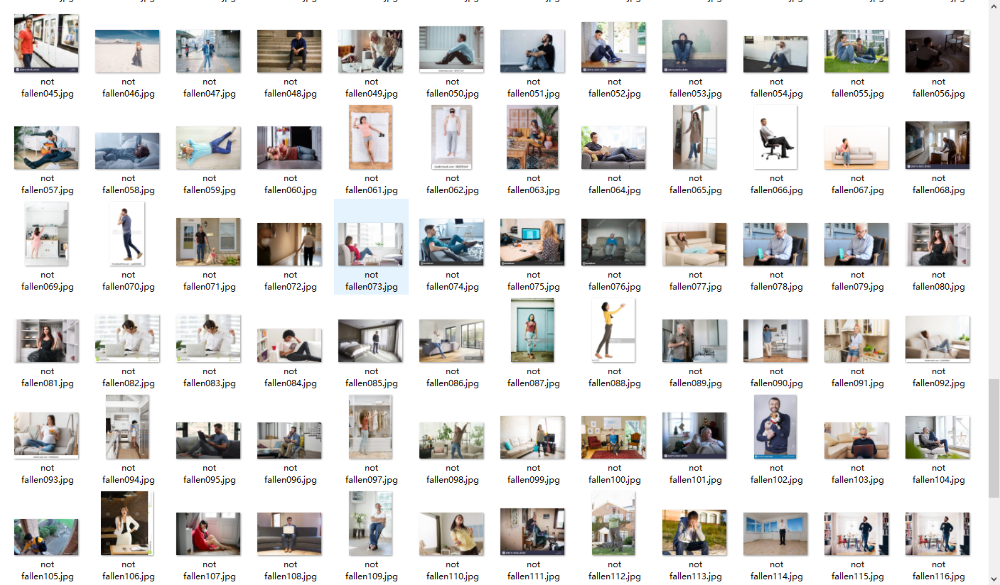 not not not not not not not not not not not not
fallen045.jpg fallen046.jpg fallen047.jpg fallen048.jpg fallen049.jpg fallen050.jpg fallen051.jpg fallen052.jpg fallen053.jpg fallen054.jpg fallen055.jpg fallen056.jpg
not not not not not not not not not not not not
fallen057.jpg fallen058.jpg fallen059.jpg fallen060.jpg fallen061.jpg fallen062.jpg fallen063.jpg fallen064.jpg fallen065.jpg fallen066.jpg fallen067.jpg fallen068.jpg
not not not not not not not not not not not not
fallen069.jpg fallen070.jpg fallen071.jpg fallen072.jpg fallen073.jpg fallen074.jpg fallen075.jpg fallen076.jpg fallen077.jpg fallen078.jpg fallen079.jpg fallen080.jpg
not not not not not not not not not not not not
fallen081.jpg fallen082.jpg fallen083.jpg fallen084.jpg fallen085.jpg fallen086.jpg fallen087.jpg fallen088.jpg fallen089.jpg fallen090.jpg fallen091.jpg fallen092.jpg
not not not not not not not not not not not not
fallen093.jpg fallen094.jpg fallen095.jpg fallen096.jpg fallen097.jpg fallen098.jpg fallen099.jpg fallen100.jpg fallen101.jpg fallen102.jpg fallen103.jpg fallen104.jpg
not not not not not not not not not not not not
fallen105.jpg fallen106.jpg fallen107.jpg fallen108.jpg fallen109.jpg fallen110.jpg fallen111.jpg fallen112.jpg fallen113.jpg fallen114.jpg fallen115.jpg fallen116.jpg